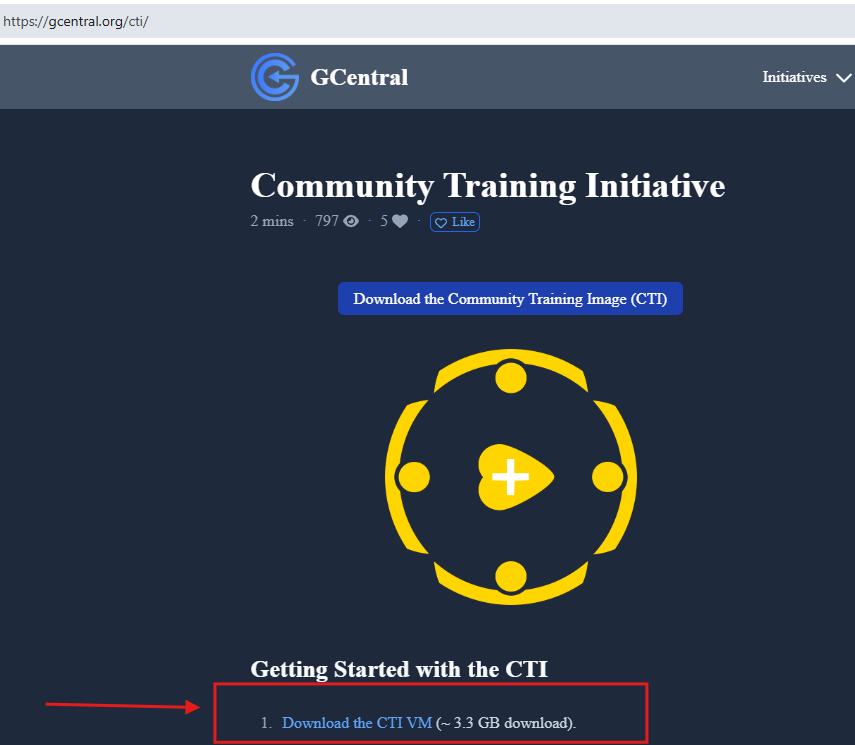 https://gcentral.org/cti/
GCentral
Initiatives
Community Training Initiative
2 mins · 797 · 5 · Like
Download the Community Training Image (CTI)
Getting Started with the CTI
1. Download the CTI VM (~ 3.3 GB download).